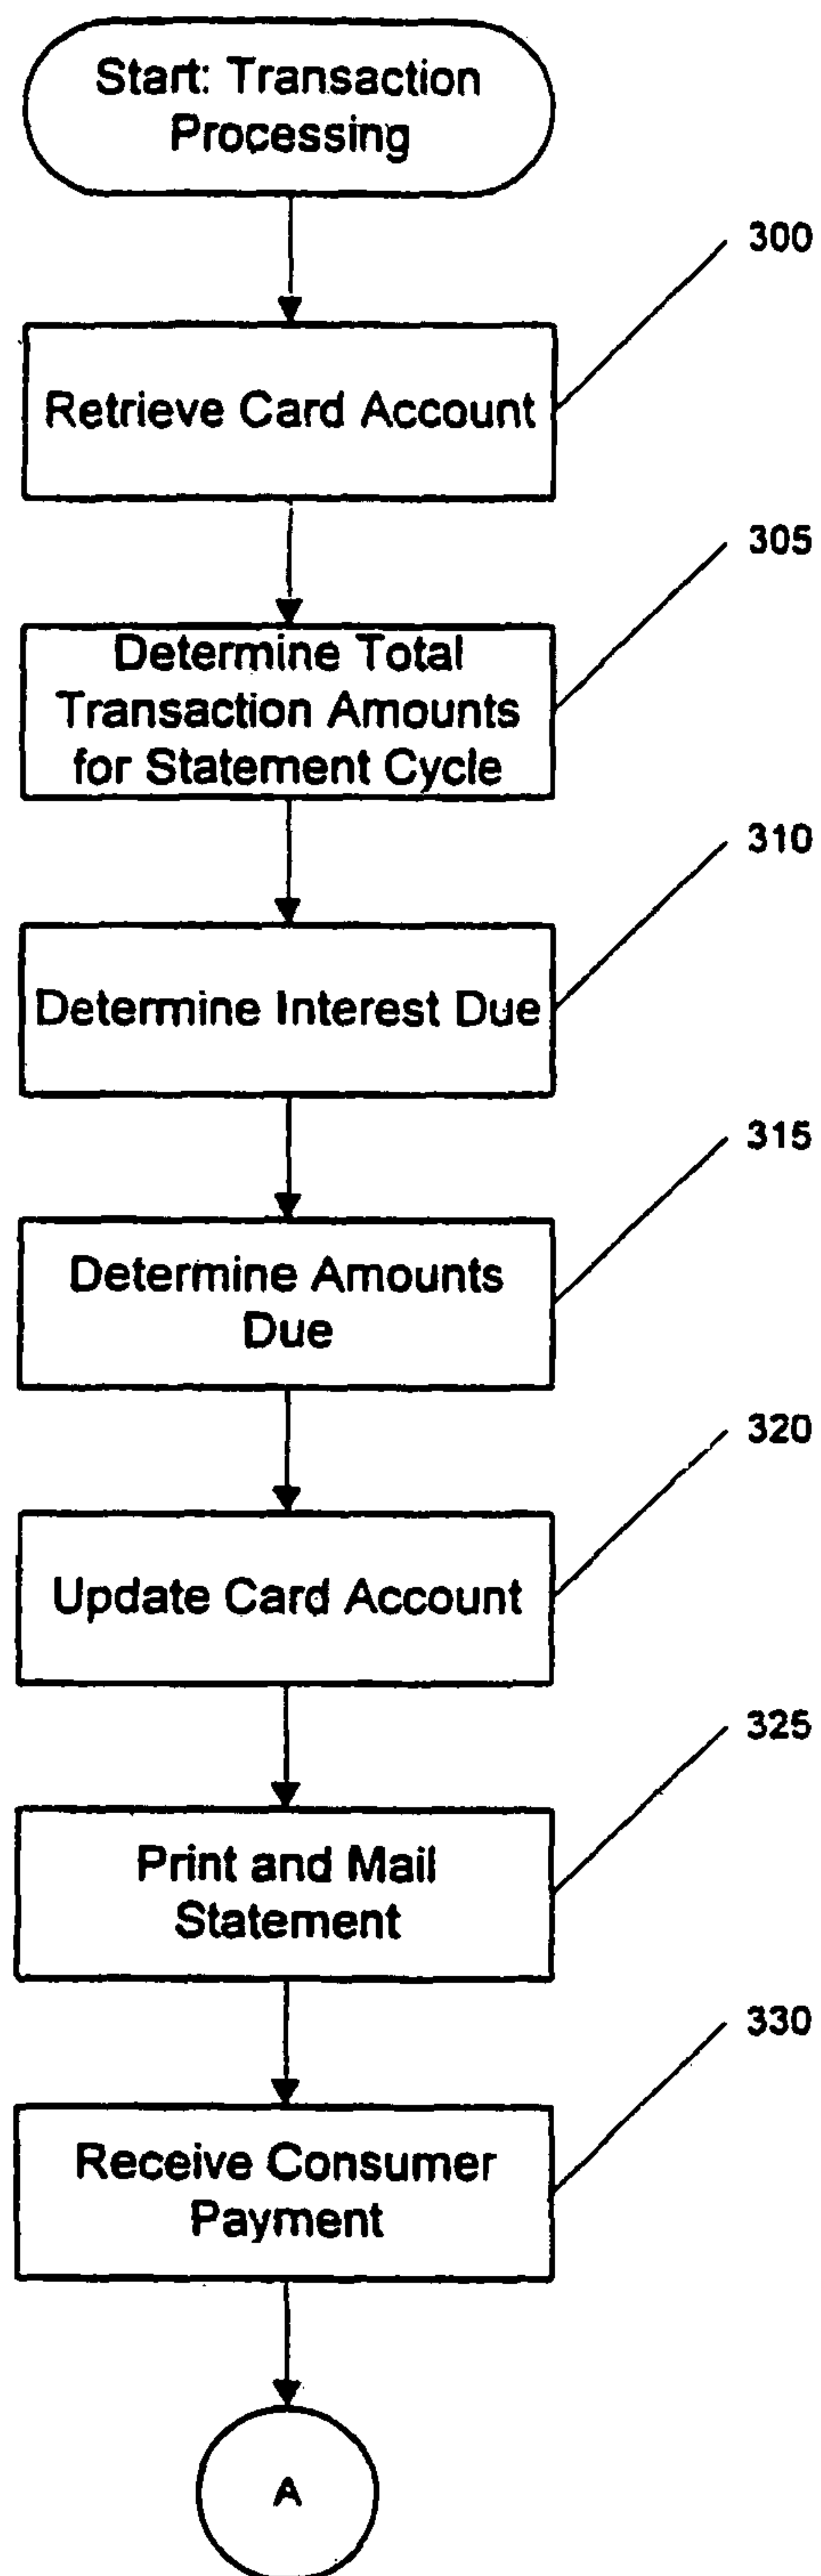 Start: Transaction
Processing
300
Retrieve Card Account
305
Determine Total
Transaction Amounts
for Statement Cycle
310
Determine Interest Due
315
Determine Amounts
Due
320
Update Card Account
325
Print and Mail
Statement
330
Receive Consumer
Payment
A